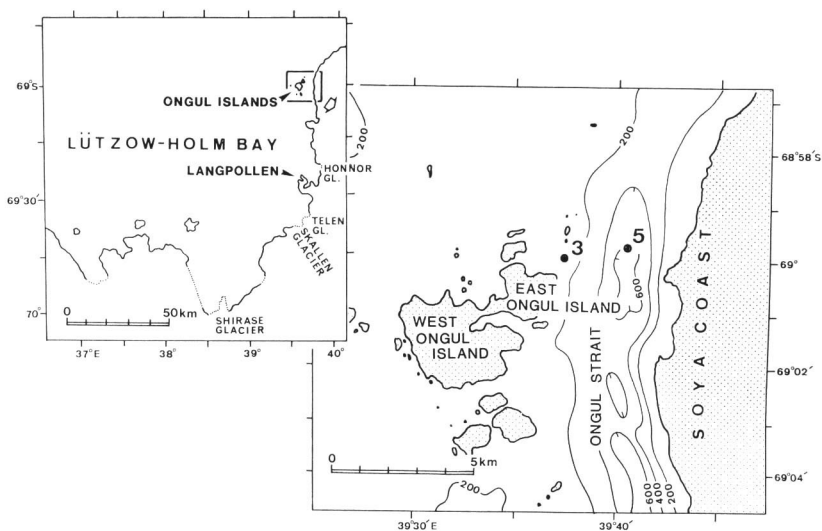 69°S
ONGUL ISLANDS
LÜTZOW-HOLM BAY
200
LANGPOLLEN
HONNOR
GL.
69°30′
TELEN
GL.
SKALLEN
GLACIER
70°
0 50km
SHIRASE
GLACIER
37°E 38° 39° 40°
200
68°58′S
3
5
69°
600
EAST
ONGUL ISLAND
WEST
ONGUL
ISLAND
ONGUL STRAIT
SOYA COAST
69°02′
0 5km
200
600
400
200
69°04′
39°30′E 39°40′